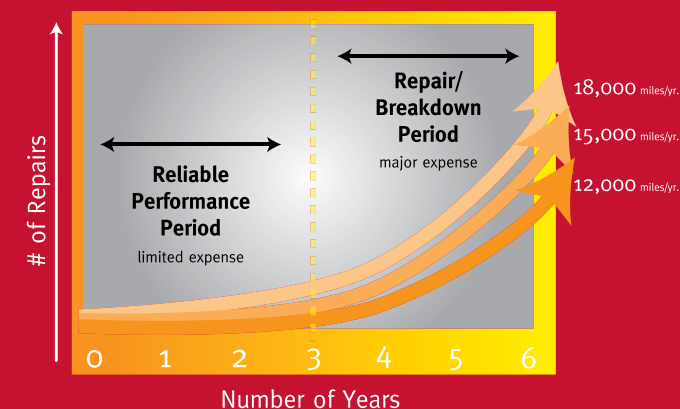 # of Repairs
Reliable
Performance
Period
limited expense
Repair/
Breakdown
Period
major expense
18,000 miles/yr.
15,000 miles/yr.
12,000 miles/yr.
0 1 2 3 4 5 6
Number of Years